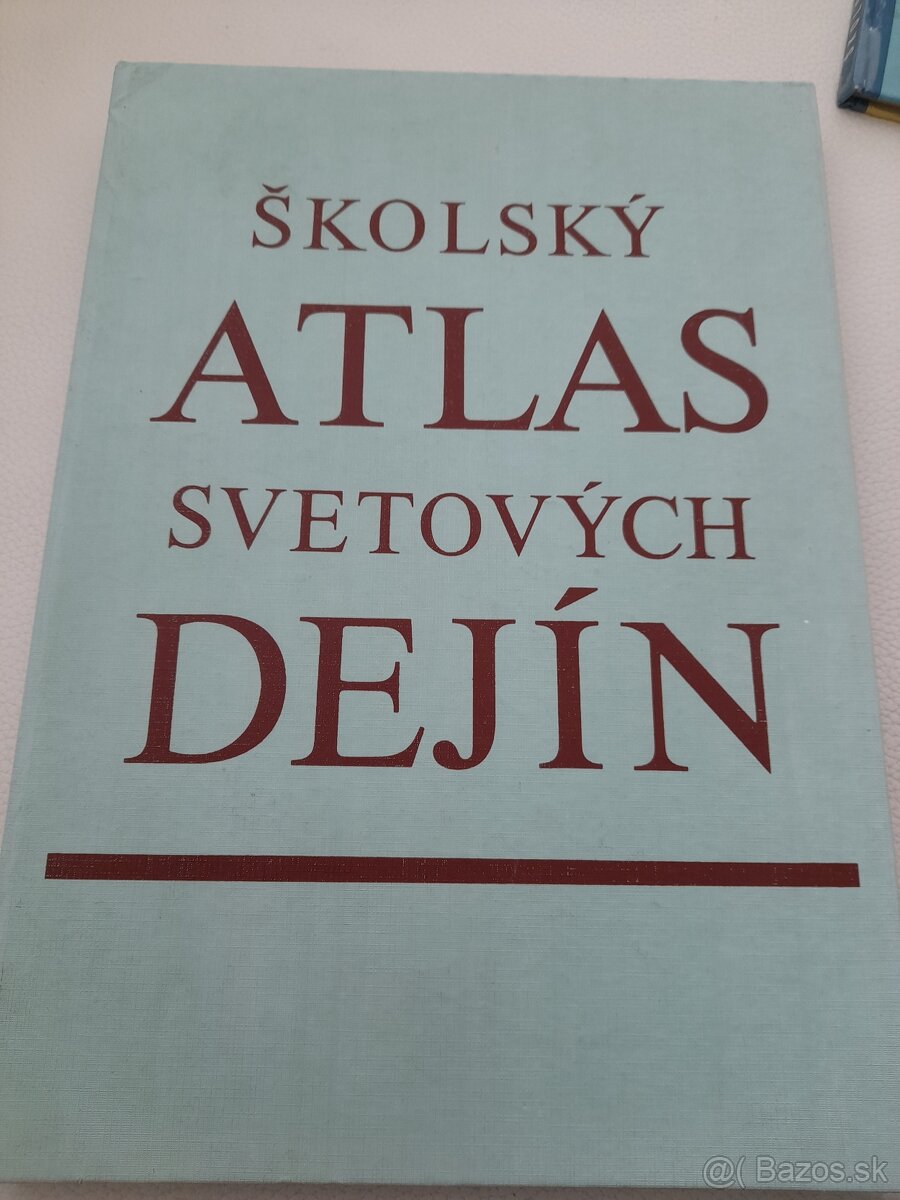 ŠKOLSKÝ
ATLAS
SVETOVÝCH
DEJÍN
@( Bazos.sk